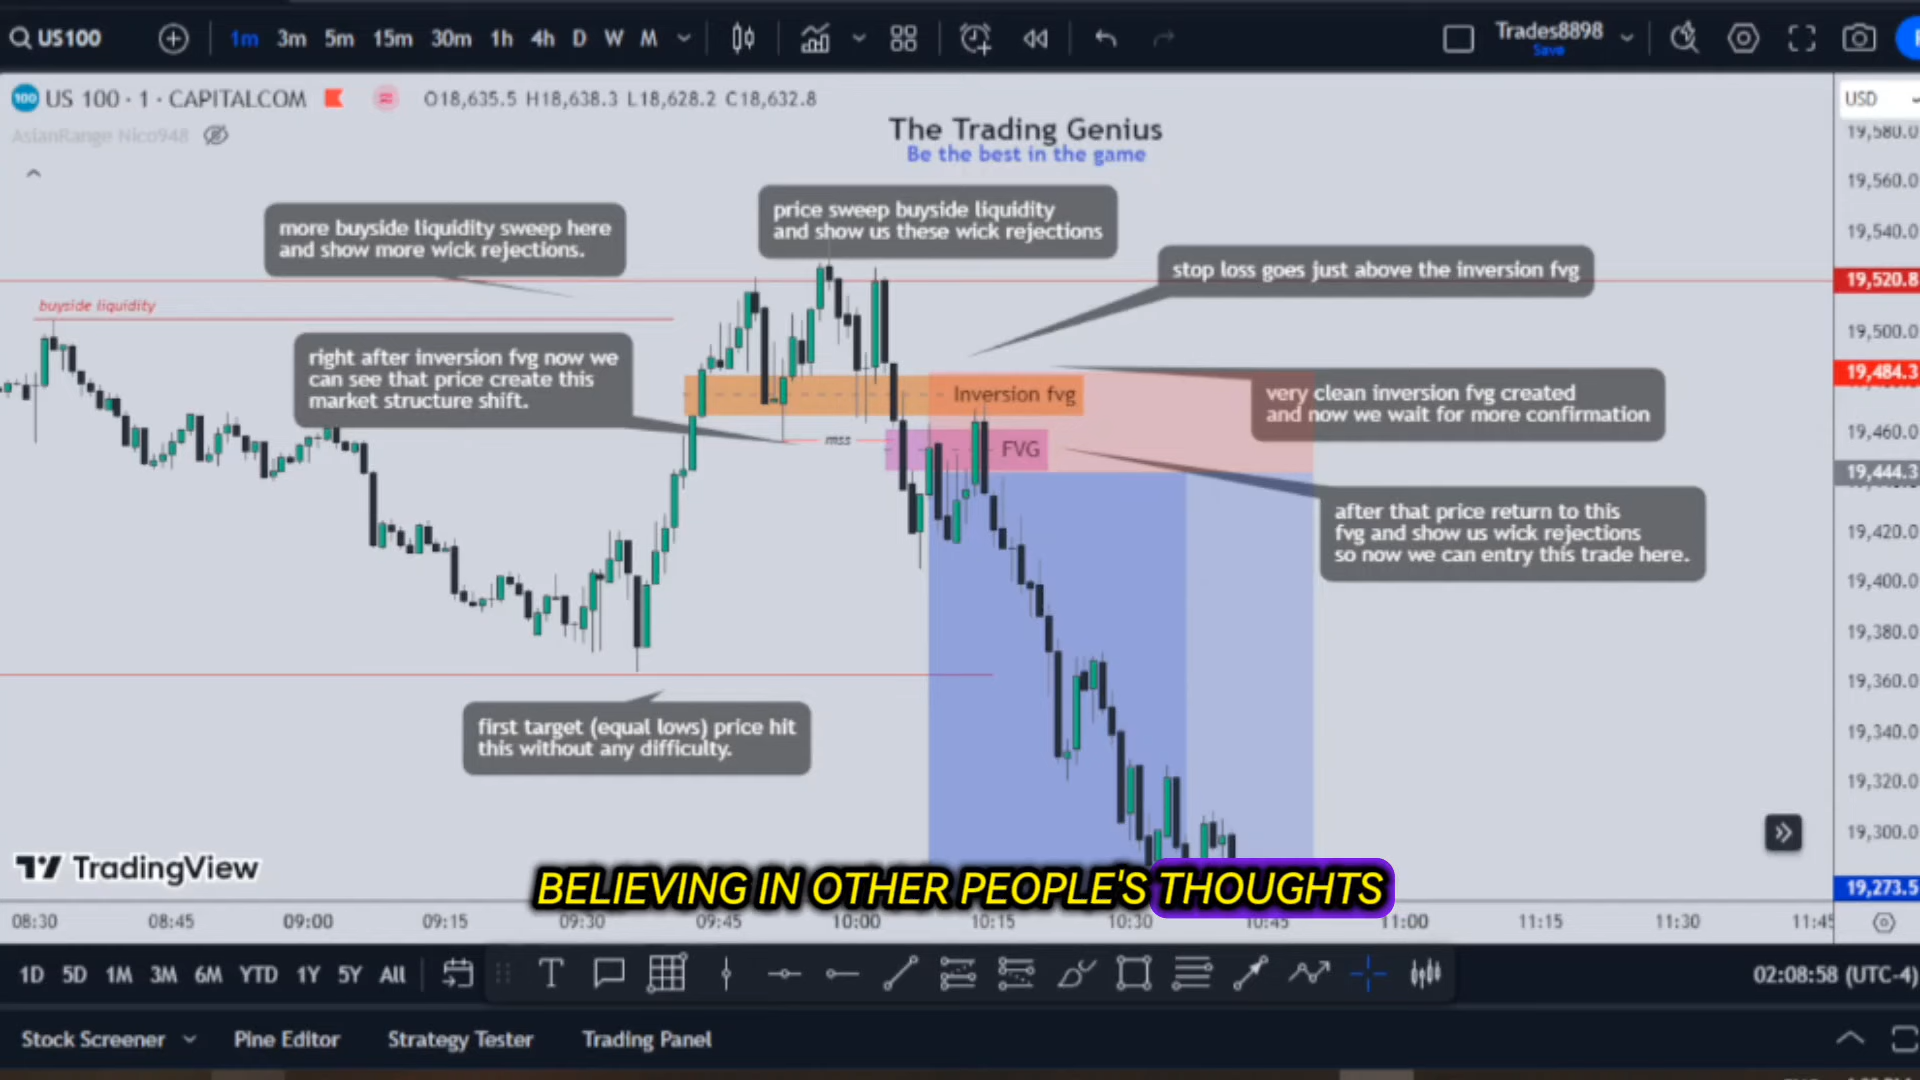 US100
1m 3m 5m 15m 30m 1h 4h D W M
Trades8898
Save
100 US 100 · 1 · CAPITALCOM O18,635.5 H18,638.3 L18,628.2 C18,632.8
USD
AsianRange Nico948
The Trading Genius
Be the best in the game
more buyside liquidity sweep here
and show more wick rejections.
price sweep buyside liquidity
and show us these wick rejections
stop loss goes just above the inversion fvg
buyside liquidity
right after inversion fvg now we
can see that price create this
market structure shift.
Inversion fvg
very clean inversion fvg created
and now we wait for more confirmation
mss
FVG
after that price return to this
fvg and show us wick rejections
so now we can entry this trade here.
first target (equal lows) price hit
this without any difficulty.
19,580.0
19,560.0
19,540.0
19,520.8
19,500.0
19,484.3
19,460.0
19,444.3
19,420.0
19,400.0
19,380.0
19,360.0
19,340.0
19,320.0
19,300.0
19,273.5
TradingView
BELIEVING IN OTHER PEOPLE'S THOUGHTS
08:30 08:45 09:00 09:15 09:30 09:45 10:00 10:15 10:30 10:45 11:00 11:15 11:30 11:45
1D 5D 1M 3M 6M YTD 1Y 5Y All
02:08:58 (UTC-4)
Stock Screener Pine Editor Strategy Tester Trading Panel